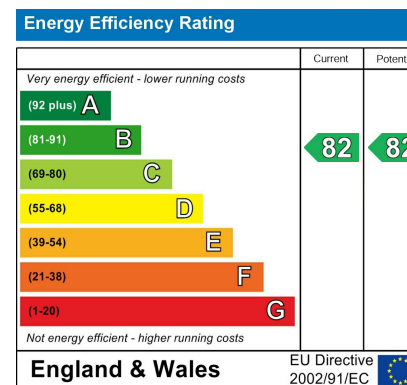 Energy Efficiency Rating
Current Potent
Very energy efficient - lower running costs
(92 plus) A
(81-91) B
82 82
(69-80) C
(55-68) D
(39-54) E
(21-38) F
(1-20) G
Not energy efficient - higher running costs
England & Wales
EU Directive
2002/91/EC